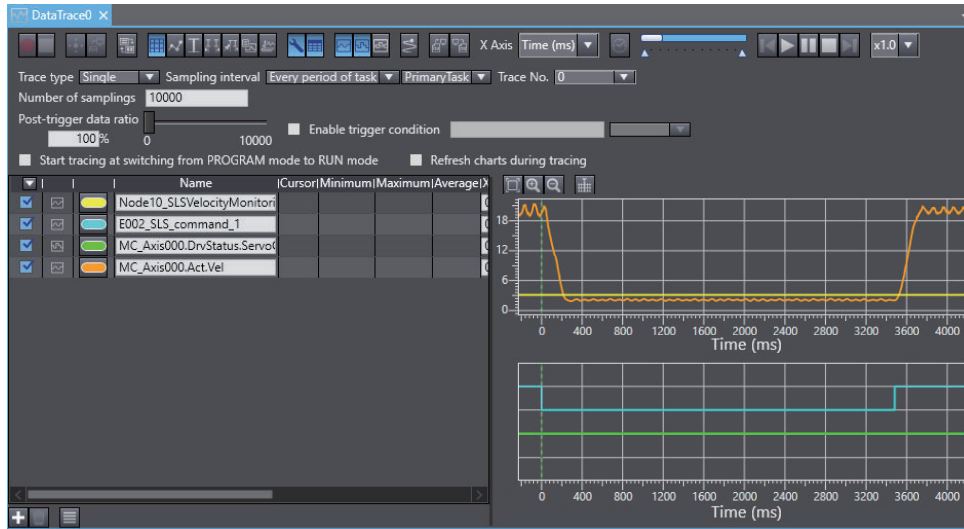 DataTrace0
X Axis Time (ms) x1.0
Trace type Single Sampling interval Every period of task PrimaryTask Trace No. 0
Number of samplings 10000
Post-trigger data ratio
100 % 0 10000 Enable trigger condition
Start tracing at switching from PROGRAM mode to RUN mode Refresh charts during tracing
Name Cursor Minimum Maximum Average X
Node10_SLSVelocityMonitori
E002_SLS_command_1
MC_Axis000.DrvStatus.Servo
MC_Axis000.Act.Vel
18
12
6
0
0 400 800 1200 1600 2000 2400 2800 3200 3600 4000
Time (ms)
0 400 800 1200 1600 2000 2400 2800 3200 3600 4000
Time (ms)